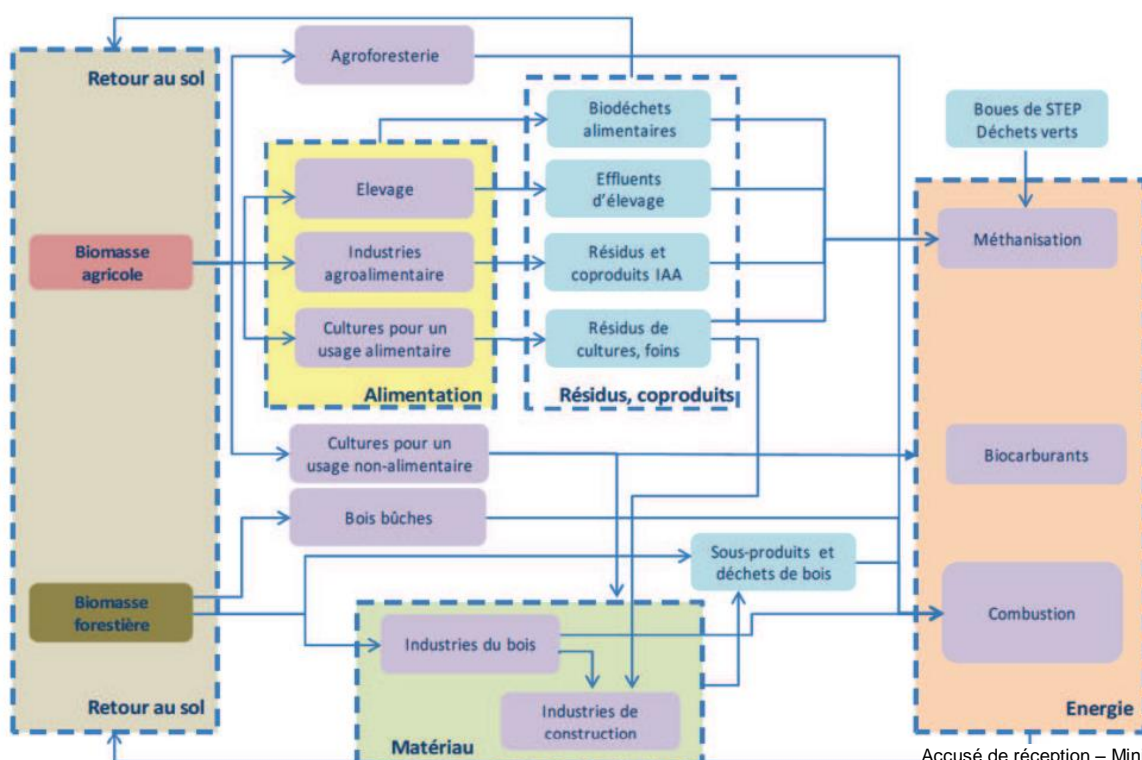 Retour au sol
Agroforesterie
Biodéchets
alimentaires
Boues de STEP
Déchets verts
Elevage
Effluents
d'élevage
Méthanisation
Biomasse
agricole
Industries
agroalimentaire
Résidus et
coproduits IAA
Cultures pour un
usage alimentaire
Résidus de
cultures, foins
Alimentation
Résidus, coproduits
Cultures pour un
usage non-alimentaire
Biocarburants
Bois bûches
Sous-produits et
déchets de bois
Biomasse
forestière
Combustion
Industries du bois
Retour au sol
Industries de
construction
Energie
Matériau
Accusé de réception – Min